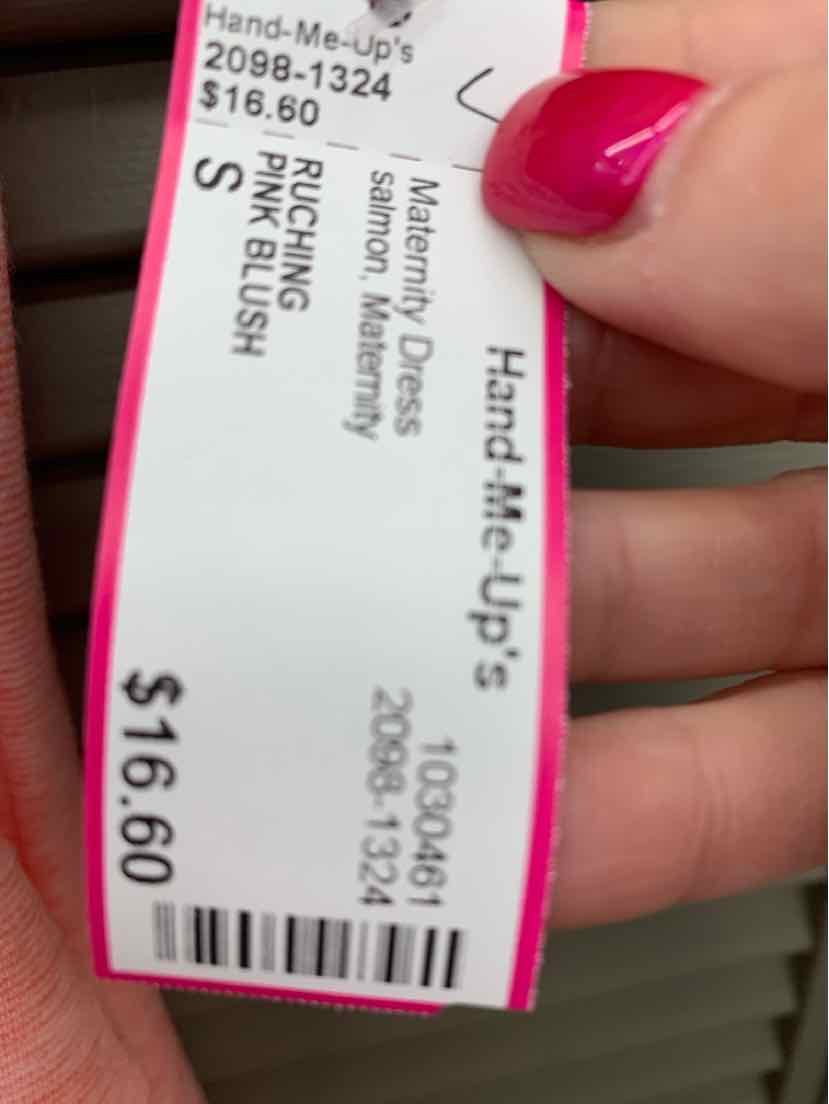 Hand-Me-Up's
2098-1324
$16.60
Hand-Me-Up's
Maternity Dress
1030461
salmon, Maternity
2098-1324
RUCHING
PINK BLUSH
S
$16.60